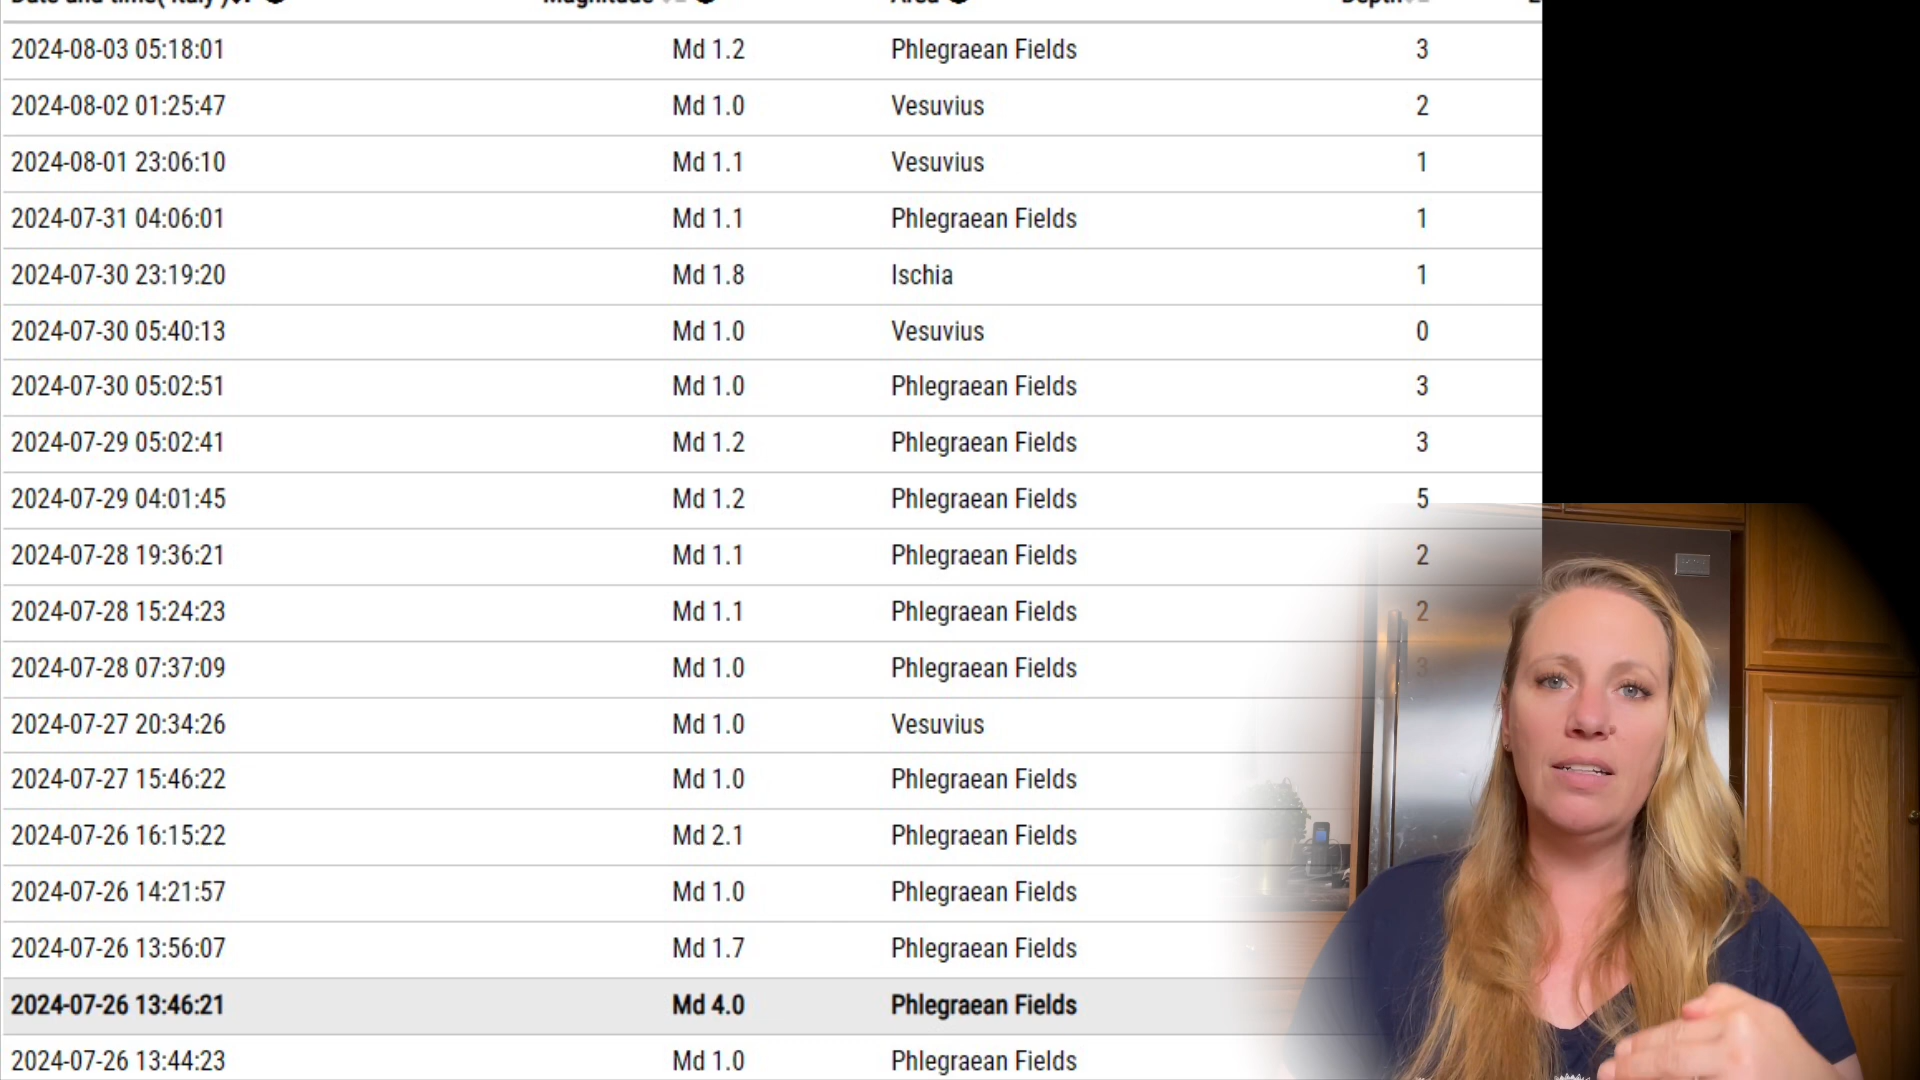 Date and time( Italy ) Magnitude Area Depth
2024-08-03 05:18:01 Md 1.2 Phlegraean Fields 3
2024-08-02 01:25:47 Md 1.0 Vesuvius 2
2024-08-01 23:06:10 Md 1.1 Vesuvius 1
2024-07-31 04:06:01 Md 1.1 Phlegraean Fields 1
2024-07-30 23:19:20 Md 1.8 Ischia 1
2024-07-30 05:40:13 Md 1.0 Vesuvius 0
2024-07-30 05:02:51 Md 1.0 Phlegraean Fields 3
2024-07-29 05:02:41 Md 1.2 Phlegraean Fields 3
2024-07-29 04:01:45 Md 1.2 Phlegraean Fields 5
2024-07-28 19:36:21 Md 1.1 Phlegraean Fields 2
2024-07-28 15:24:23 Md 1.1 Phlegraean Fields 2
2024-07-28 07:37:09 Md 1.0 Phlegraean Fields 3
2024-07-27 20:34:26 Md 1.0 Vesuvius
2024-07-27 15:46:22 Md 1.0 Phlegraean Fields
2024-07-26 16:15:22 Md 2.1 Phlegraean Fields
2024-07-26 14:21:57 Md 1.0 Phlegraean Fields
2024-07-26 13:56:07 Md 1.7 Phlegraean Fields
2024-07-26 13:46:21 Md 4.0 Phlegraean Fields
2024-07-26 13:44:23 Md 1.0 Phlegraean Fields